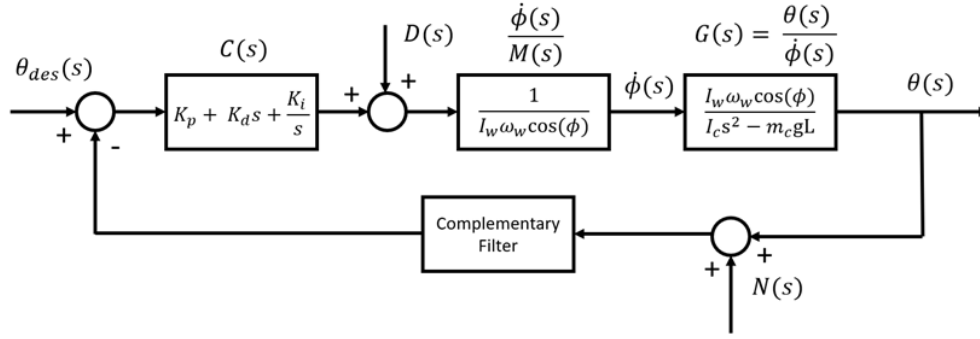 θ_des(s)
C(s)
K_p + K_d s + K_i/s
D(s)
ϕ̇(s)/M(s)
1/(I_w ω_w cos(ϕ))
ϕ̇(s)
G(s) = θ(s)/ϕ̇(s)
I_w ω_w cos(ϕ)/(I_c s² − m_c gL)
θ(s)
+
-
+
+
Complementary
Filter
+
+
N(s)